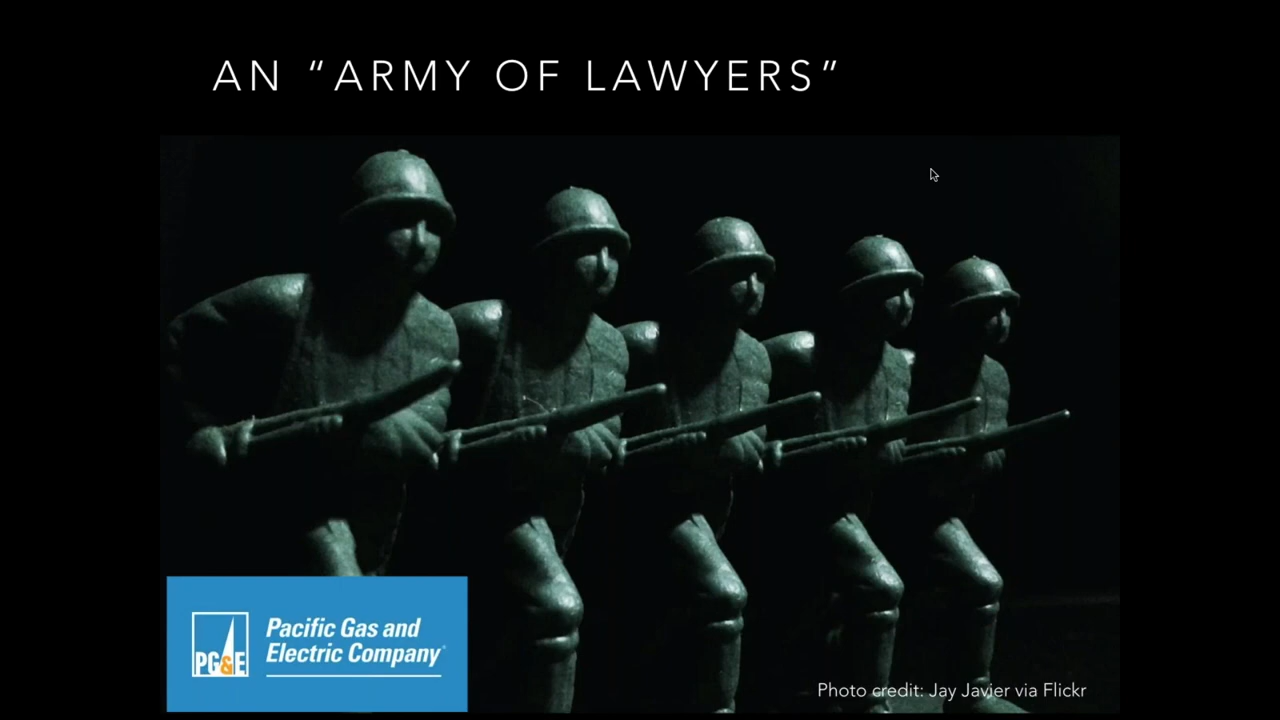 AN “ARMY OF LAWYERS”
PG&E
Pacific Gas and
Electric Company
Photo credit: Jay Javier via Flickr